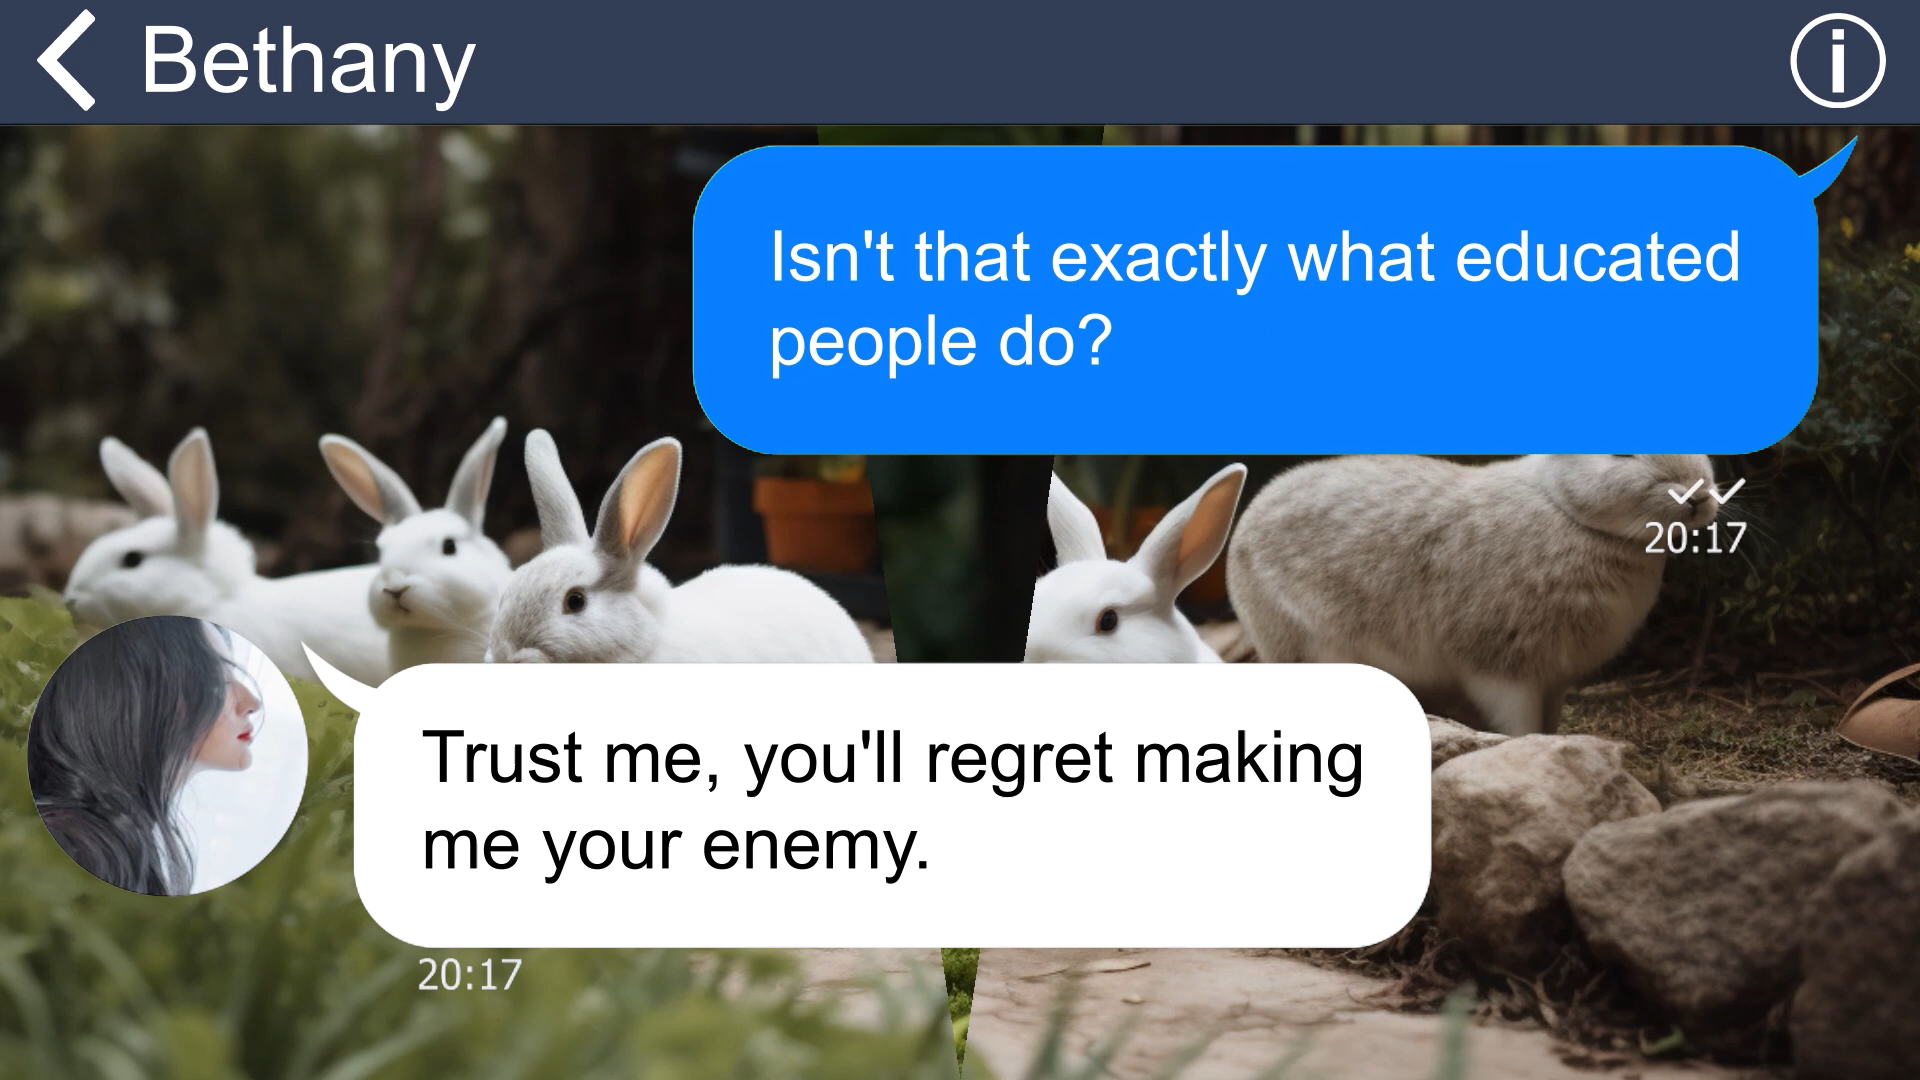 Bethany
Isn't that exactly what educated
people do?
20:17
Trust me, you'll regret making
me your enemy.
20:17